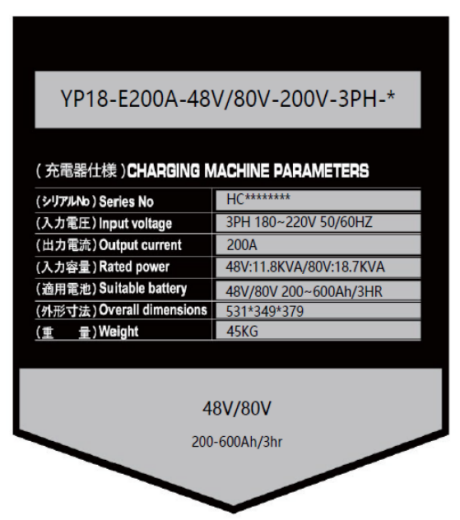 YP18-E200A-48V/80V-200V-3PH-*
(充電器仕様)CHARGING MACHINE PARAMETERS
(シリアルNo) Series No HC********
(入力電圧) Input voltage 3PH 180~220V 50/60HZ
(出力電流) Output current 200A
(入力容量) Rated power 48V:11.8KVA/80V:18.7KVA
(適用電池) Suitable battery 48V/80V 200~600Ah/3HR
(外形寸法) Overall dimensions 531*349*379
(重 量) Weight 45KG
48V/80V
200-600Ah/3hr